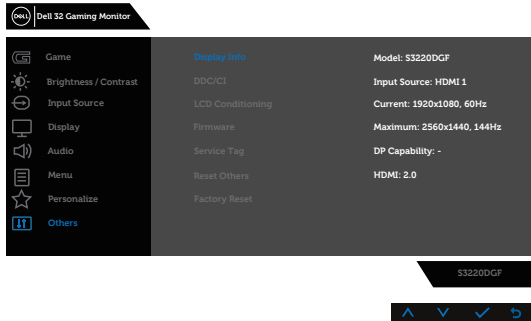 DELL Dell 32 Gaming Monitor
Game
Brightness / Contrast
Input Source
Display
Audio
Menu
Personalize
Others
Display Info
DDC/CI
LCD Conditioning
Firmware
Service Tag
Reset Others
Factory Reset
Model: S3220DGF
Input Source: HDMI 1
Current: 1920x1080, 60Hz
Maximum: 2560x1440, 144Hz
DP Capability: -
HDMI: 2.0
S3220DGF